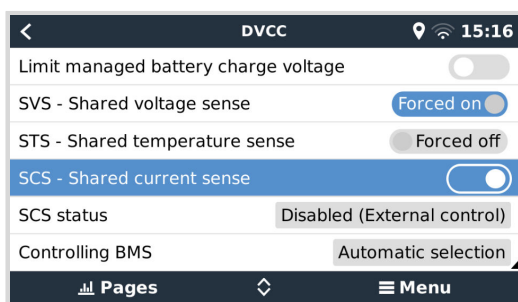 DVCC 15:16
Limit managed battery charge voltage
SVS - Shared voltage sense Forced on
STS - Shared temperature sense Forced off
SCS - Shared current sense
SCS status Disabled (External control)
Controlling BMS Automatic selection
Pages Menu